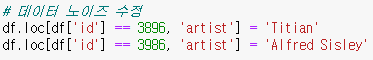 # 데이터 노이즈 수정
df.loc[df['id'] == 3896, 'artist'] = 'Titian'
df.loc[df['id'] == 3986, 'artist'] = 'Alfred Sisley'